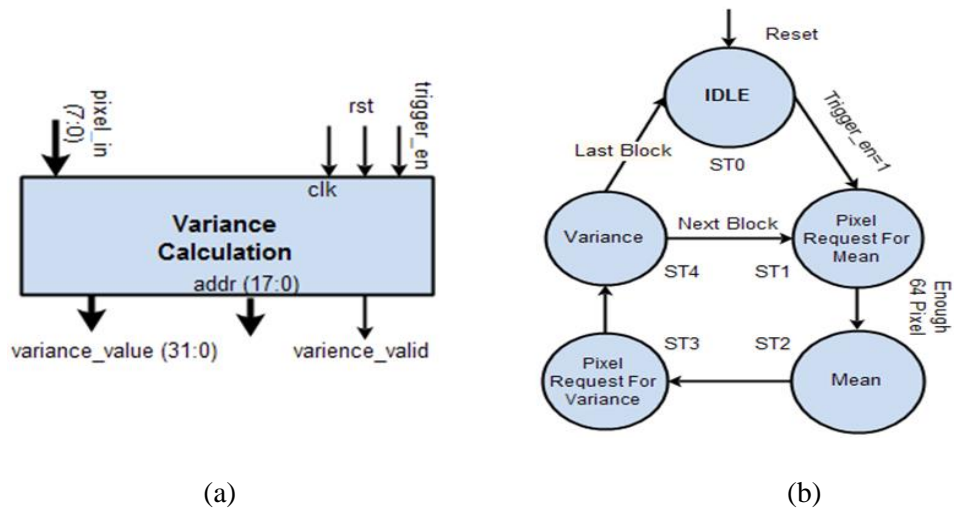 pixel_in
(7:0)
rst
trigger_en
clk
Variance
Calculation
addr (17:0)
variance_value (31:0)
varience_valid
(a)
Reset
IDLE
ST0
Trigger_en=1
Last Block
Variance
Next Block
Pixel
Request For
Mean
ST4
ST1
Enough
64 Pixel
ST3
ST2
Pixel
Request For
Variance
Mean
(b)